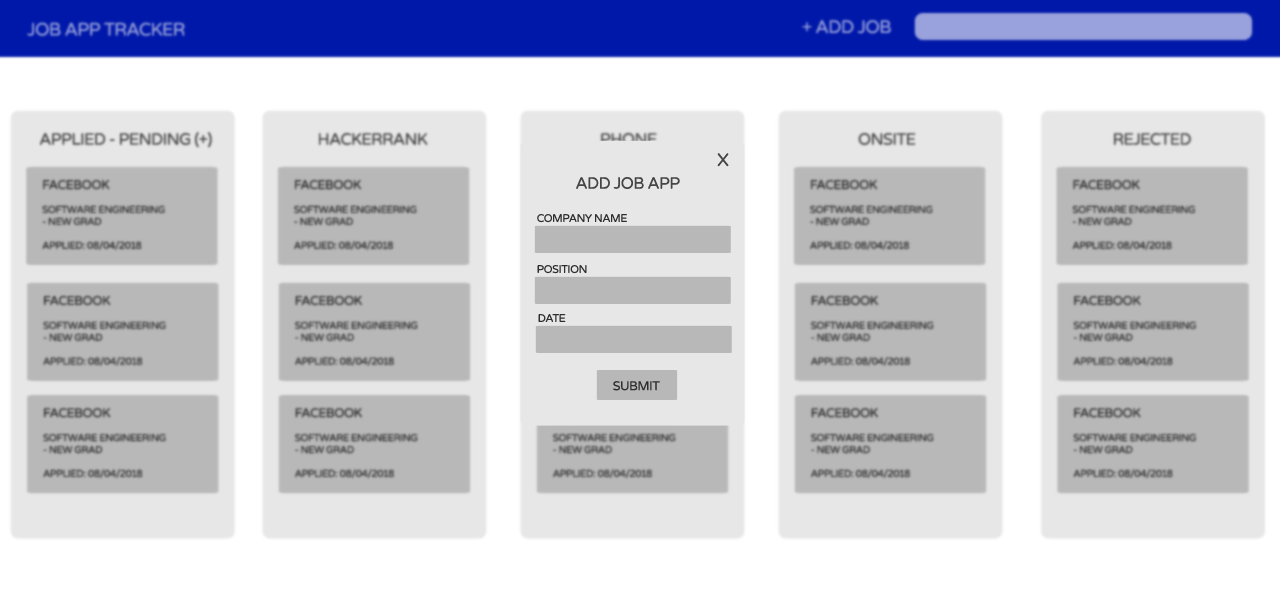 JOB APP TRACKER
+ ADD JOB
APPLIED - PENDING (+)
FACEBOOK
SOFTWARE ENGINEERING
- NEW GRAD
APPLIED: 08/04/2018
FACEBOOK
SOFTWARE ENGINEERING
- NEW GRAD
APPLIED: 08/04/2018
FACEBOOK
SOFTWARE ENGINEERING
- NEW GRAD
APPLIED: 08/04/2018
HACKERRANK
FACEBOOK
SOFTWARE ENGINEERING
- NEW GRAD
APPLIED: 08/04/2018
FACEBOOK
SOFTWARE ENGINEERING
- NEW GRAD
APPLIED: 08/04/2018
FACEBOOK
SOFTWARE ENGINEERING
- NEW GRAD
APPLIED: 08/04/2018
PHONE
X
ADD JOB APP
COMPANY NAME
POSITION
DATE
SUBMIT
SOFTWARE ENGINEERING
- NEW GRAD
APPLIED: 08/04/2018
ONSITE
FACEBOOK
SOFTWARE ENGINEERING
- NEW GRAD
APPLIED: 08/04/2018
FACEBOOK
SOFTWARE ENGINEERING
- NEW GRAD
APPLIED: 08/04/2018
FACEBOOK
SOFTWARE ENGINEERING
- NEW GRAD
APPLIED: 08/04/2018
REJECTED
FACEBOOK
SOFTWARE ENGINEERING
- NEW GRAD
APPLIED: 08/04/2018
FACEBOOK
SOFTWARE ENGINEERING
- NEW GRAD
APPLIED: 08/04/2018
FACEBOOK
SOFTWARE ENGINEERING
- NEW GRAD
APPLIED: 08/04/2018